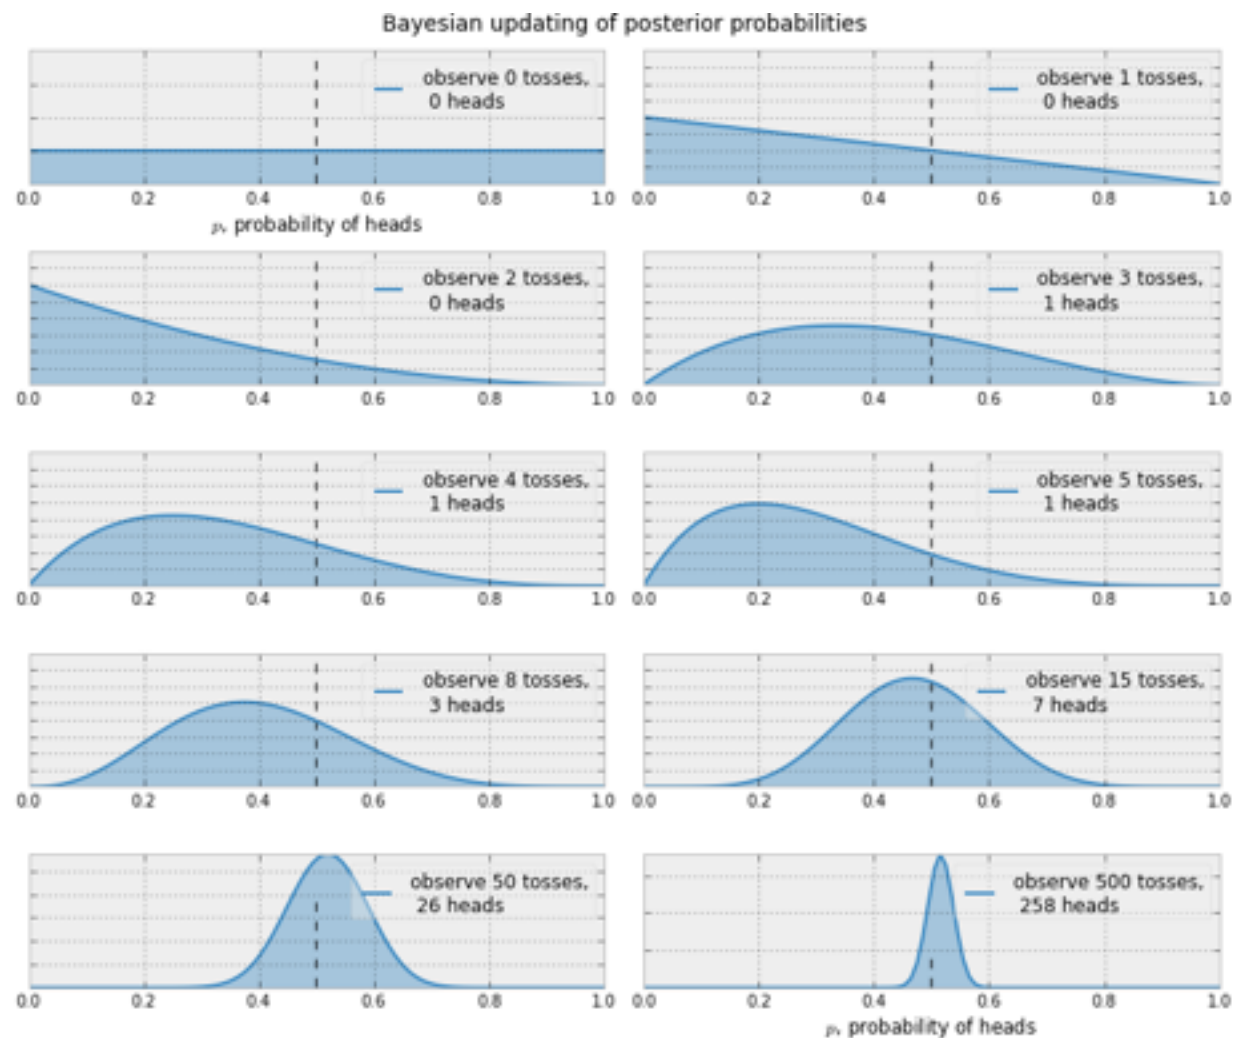 Bayesian updating of posterior probabilities
observe 0 tosses,
0 heads
0.0 0.2 0.4 0.6 0.8 1.0
p, probability of heads
observe 1 tosses,
0 heads
0.0 0.2 0.4 0.6 0.8 1.0
observe 2 tosses,
0 heads
0.0 0.2 0.4 0.6 0.8 1.0
observe 3 tosses,
1 heads
0.0 0.2 0.4 0.6 0.8 1.0
observe 4 tosses,
1 heads
0.0 0.2 0.4 0.6 0.8 1.0
observe 5 tosses,
1 heads
0.0 0.2 0.4 0.6 0.8 1.0
observe 8 tosses,
3 heads
0.0 0.2 0.4 0.6 0.8 1.0
observe 15 tosses,
7 heads
0.0 0.2 0.4 0.6 0.8 1.0
observe 50 tosses,
26 heads
0.0 0.2 0.4 0.6 0.8 1.0
observe 500 tosses,
258 heads
0.0 0.2 0.4 0.6 0.8 1.0
p, probability of heads